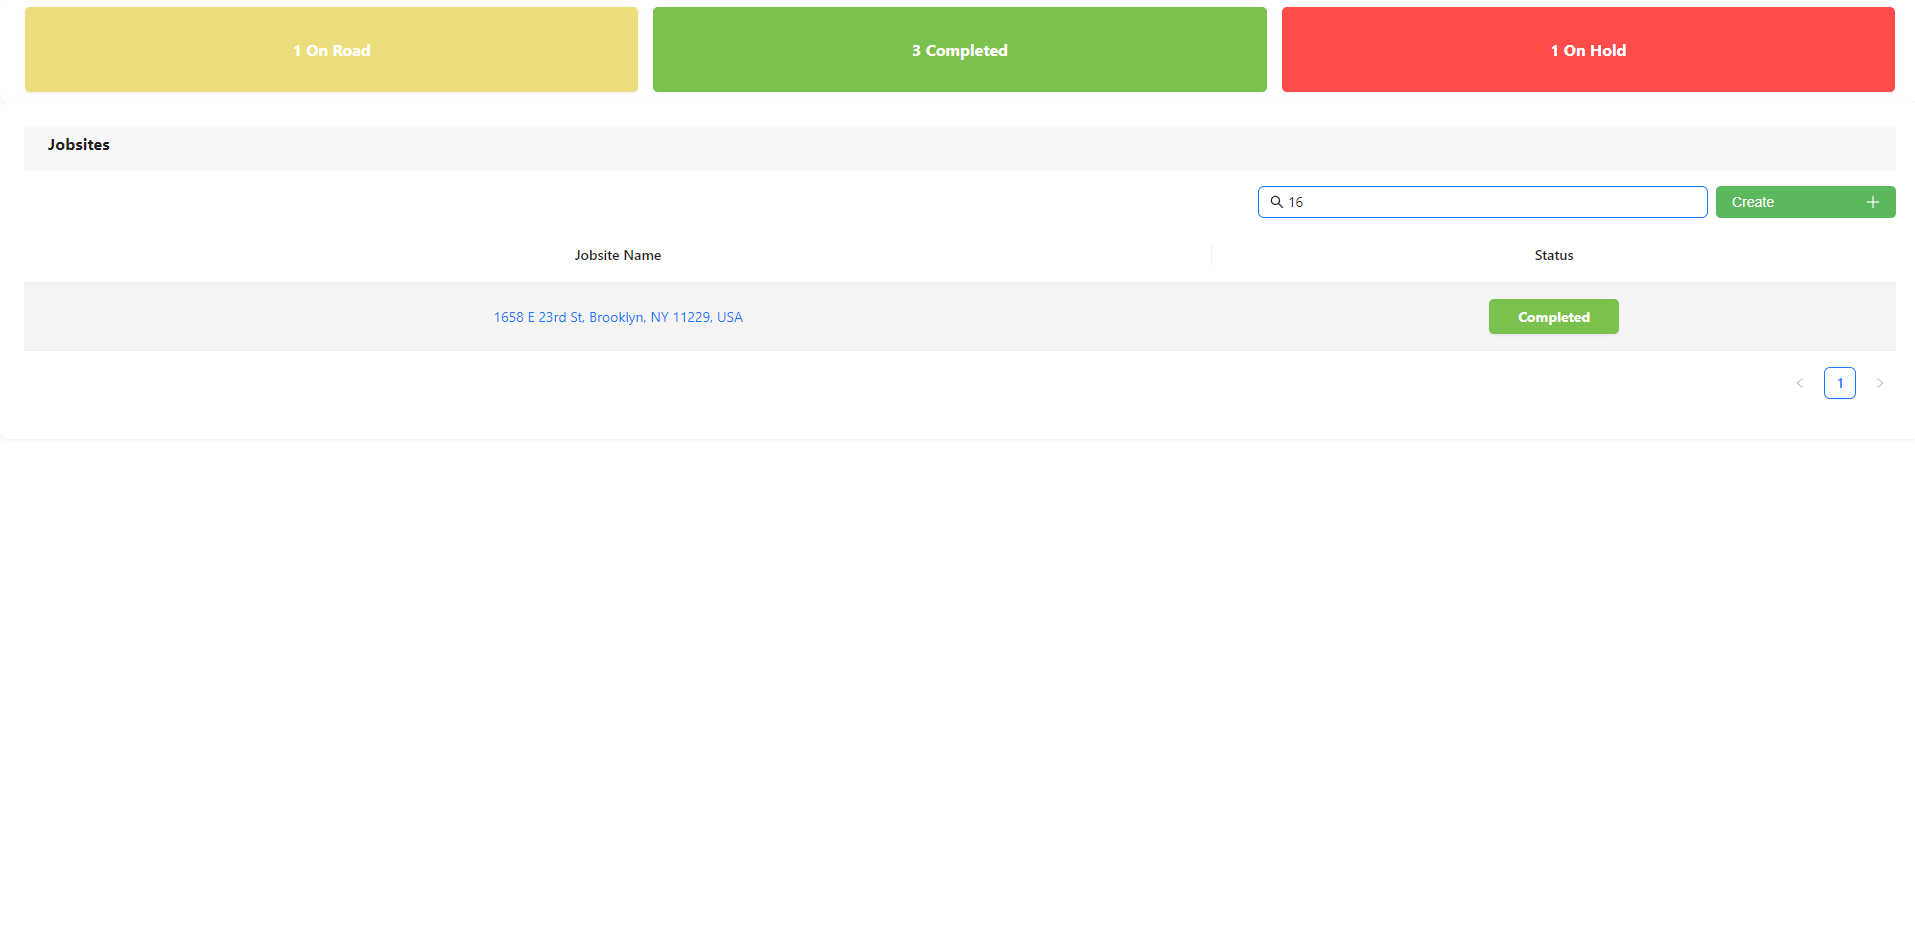 1 On Road
3 Completed
1 On Hold
Jobsites
16
Create
Jobsite Name
Status
1658 E 23rd St, Brooklyn, NY 11229, USA
Completed
1